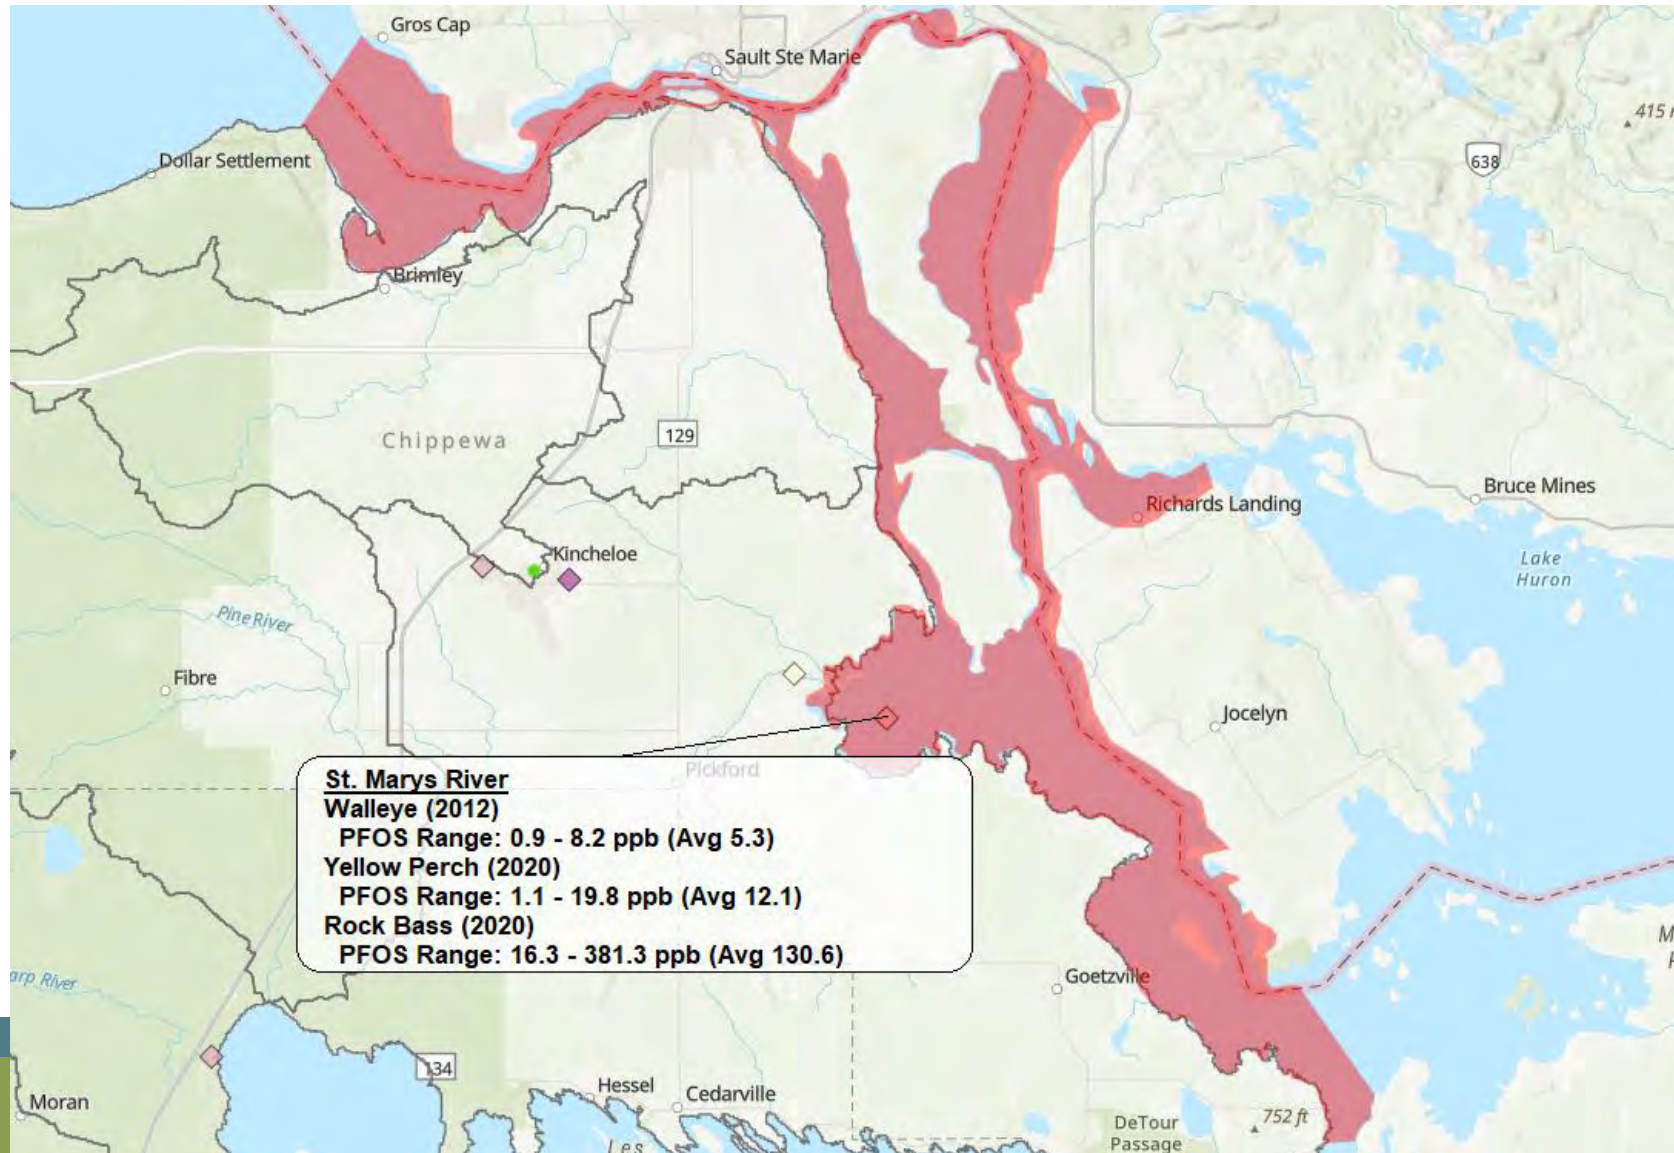 Gros Cap
Sault Ste Marie
415
638
Dollar Settlement
Brimley
Chippewa
129
Bruce Mines
Richards Landing
Lake
Huron
Kincheloe
Pine River
Fibre
Jocelyn
Pickford
St. Marys River
Walleye (2012)
PFOS Range: 0.9 - 8.2 ppb (Avg 5.3)
Yellow Perch (2020)
PFOS Range: 1.1 - 19.8 ppb (Avg 12.1)
Rock Bass (2020)
PFOS Range: 16.3 - 381.3 ppb (Avg 130.6)
Goetzville
arp River
134
Moran
Hessel
Cedarville
Les
DeTour
Passage
752 ft